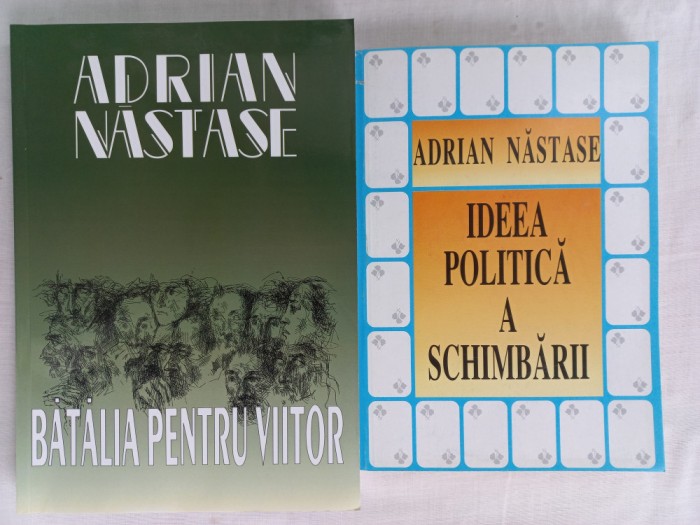 ADRIAN
NĂSTASE
BĂTĂLIA PENTRU VIITOR
ADRIAN NĂSTASE
IDEEA
POLITICĂ
A
SCHIMBĂRII